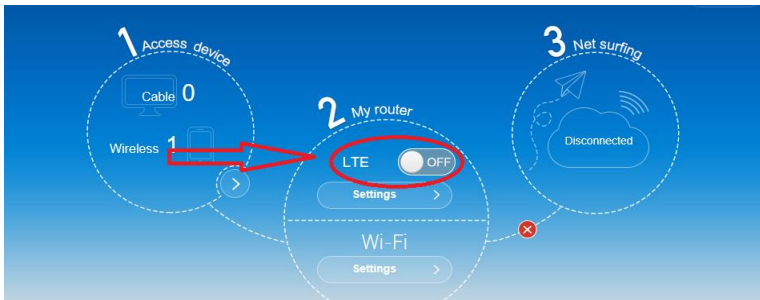 1 Access device
Cable 0
Wireless 1
2 My router
LTE OFF
Settings
Wi-Fi
Settings
3 Net surfing
Disconnected